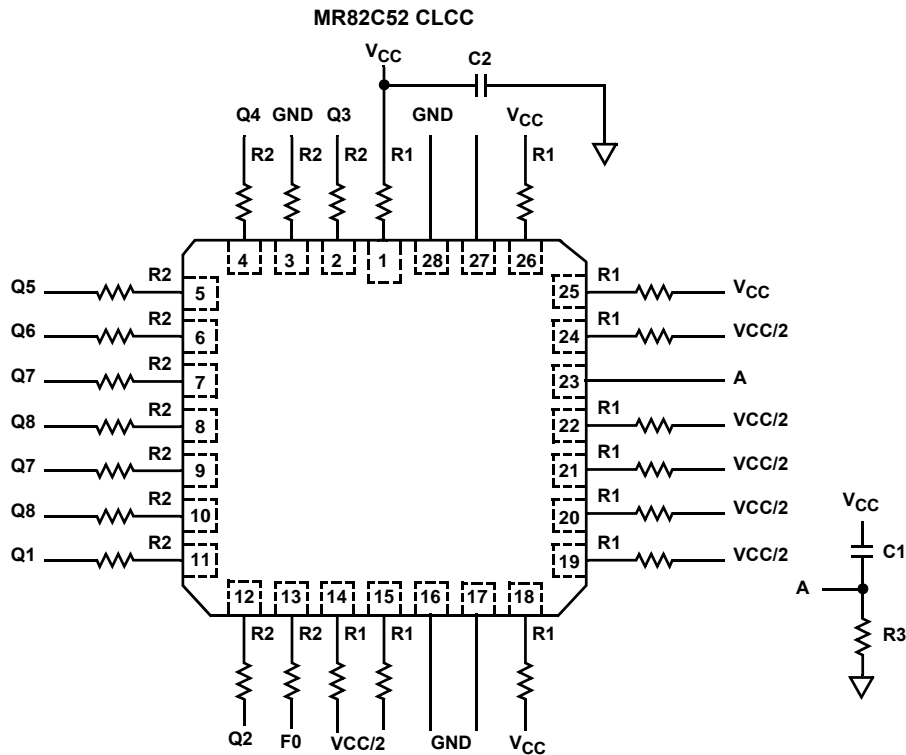 MR82C52 CLCC
VCC
C2
Q4 GND Q3 GND VCC
R2 R2 R2 R1 R1
4 3 2 1 28 27 26
Q5 R2 5 25 R1 VCC
Q6 R2 6 24 R1 VCC/2
Q7 R2 7 23 A
Q8 R2 8 22 R1 VCC/2
Q7 R2 9 21 R1 VCC/2
Q8 R2 10 20 R1 VCC/2
Q1 R2 11 19 R1 VCC/2
12 13 14 15 16 17 18
R2 R2 R1 R1 R1
Q2 F0 VCC/2 GND VCC
VCC
C1
A
R3